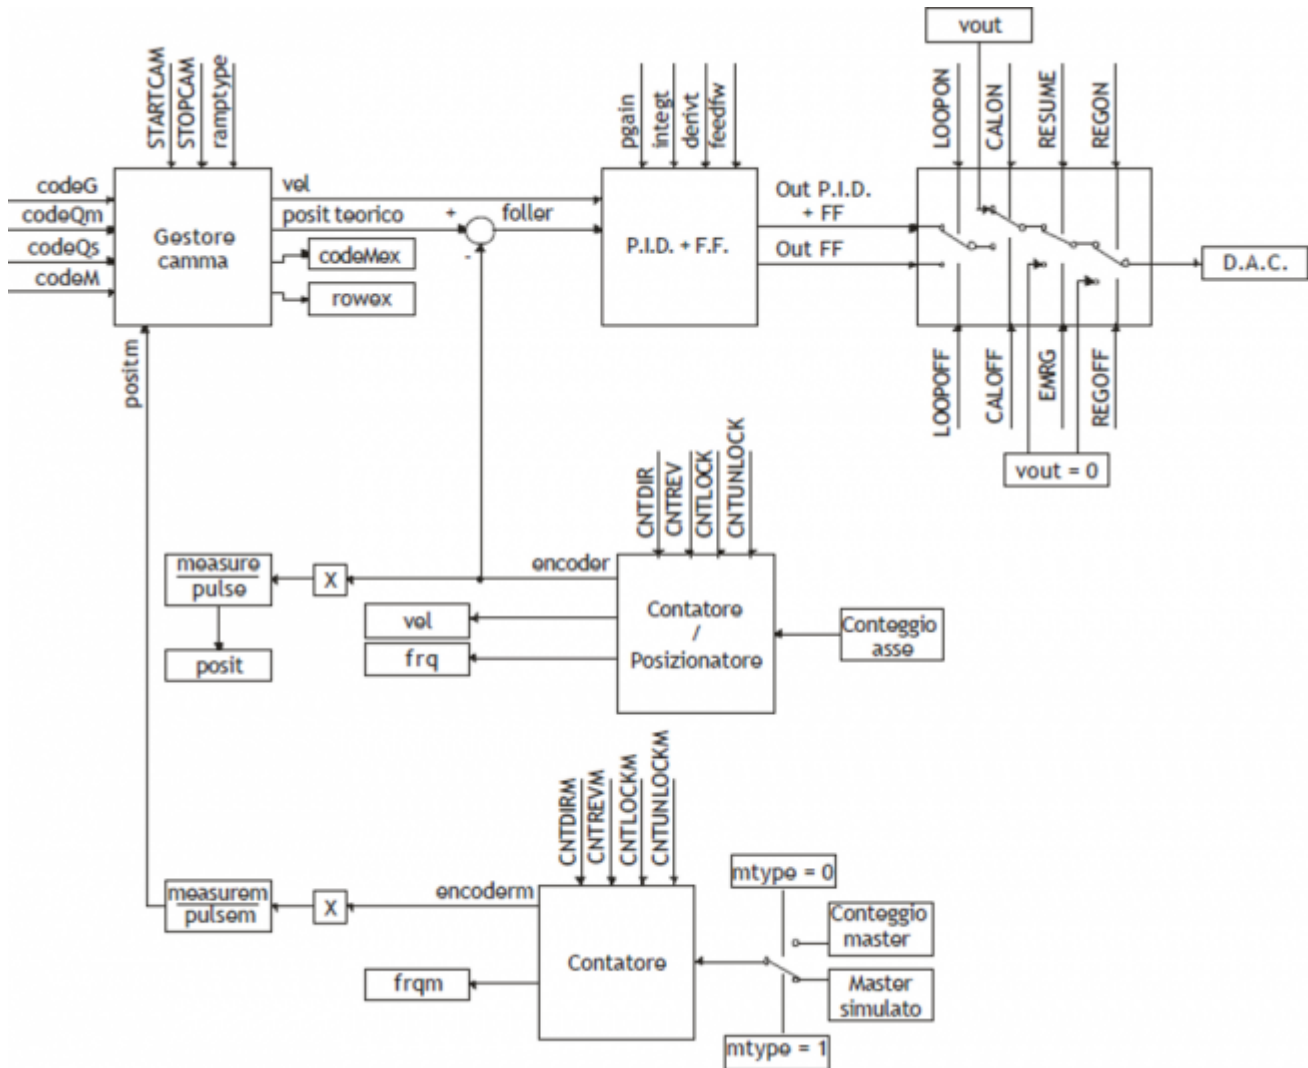 vout
STARTCAM
STOPCAM
ramptype
pgain
integt
derivt
feedfw
LOOPON
CALON
RESUME
REGON
codeG
codeQm
codeQs
codeM
Gestore
camma
vel
posit teorico
+
-
foller
codeMex
rowex
P.I.D. + F.F.
Out P.I.D.
+ FF
Out FF
D.A.C.
positm
LOOPOFF
CALOFF
EMRG
REGOFF
vout = 0
CNTDIR
CNTREV
CNTLOCK
CNTUNLOCK
measure
pulse
X
encoder
Contatore
/
Posizionatore
Conteggio
asse
vel
frq
posit
CNTDIRM
CNTREVM
CNTLOCKM
CNTUNLOCKM
measurem
pulsem
X
encoderm
Contatore
frqm
mtype = 0
Conteggio
master
Master
simulato
mtype = 1